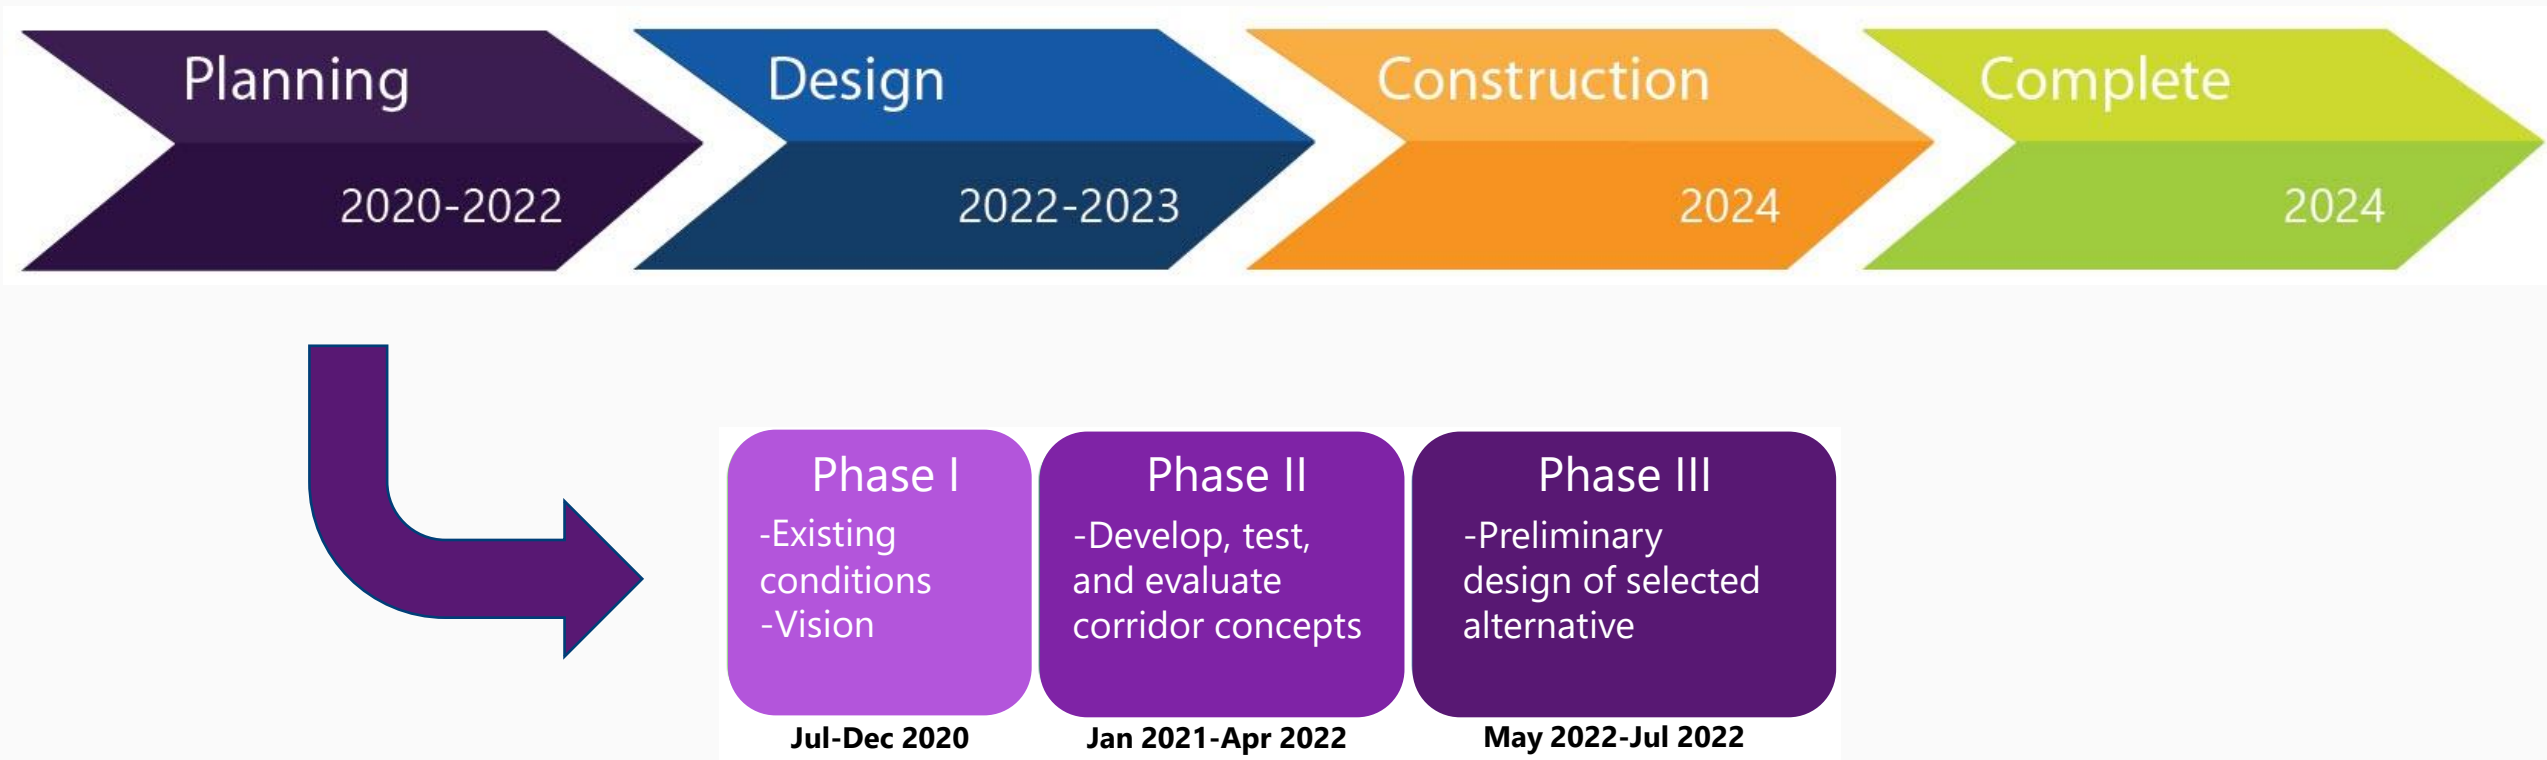 Planning
2020-2022
Design
2022-2023
Construction
2024
Complete
2024
Phase I
-Existing
conditions
-Vision
Jul-Dec 2020
Phase II
-Develop, test,
and evaluate
corridor concepts
Jan 2021-Apr 2022
Phase III
-Preliminary
design of selected
alternative
May 2022-Jul 2022